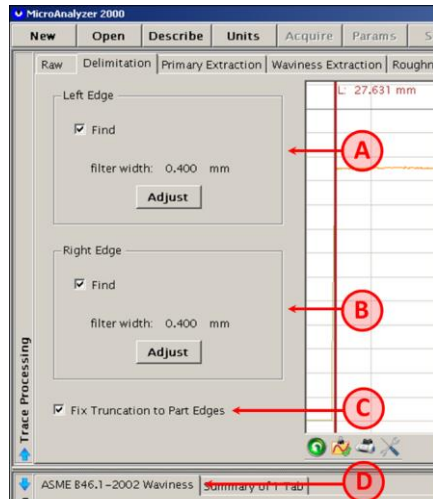 MicroAnalyzer 2000
New Open Describe Units Acquire Params S
Raw Delimitation Primary Extraction Waviness Extraction Roughn
L: 27.631 mm
Left Edge
Find
A
filter width: 0.400 mm
Adjust
Right Edge
Find
B
filter width: 0.400 mm
Adjust
Fix Truncation to Part Edges
C
Trace Processing
ASME B46.1-2002 Waviness Summary of 1 Tab
D